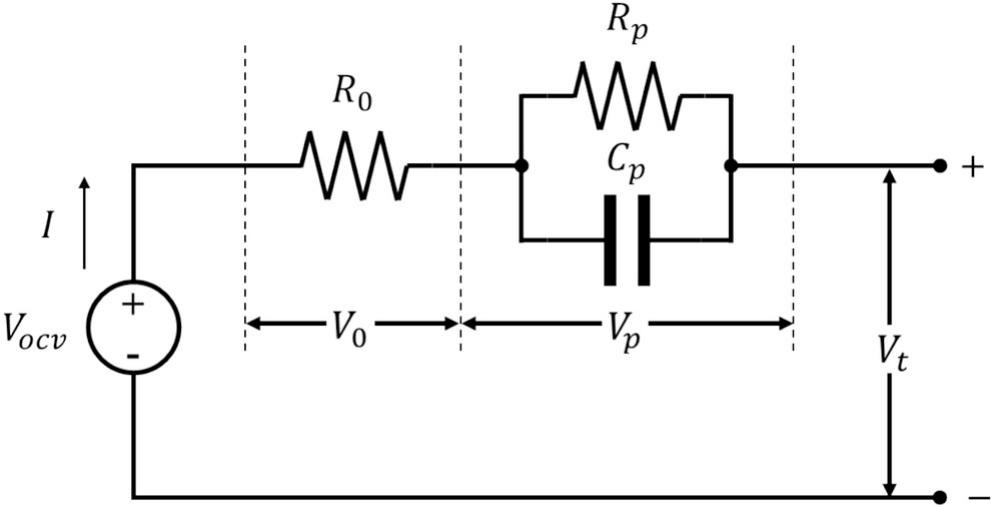 R_p
R_0
C_p
+
I
+
V_ocv
-
V_0
V_p
V_t
−